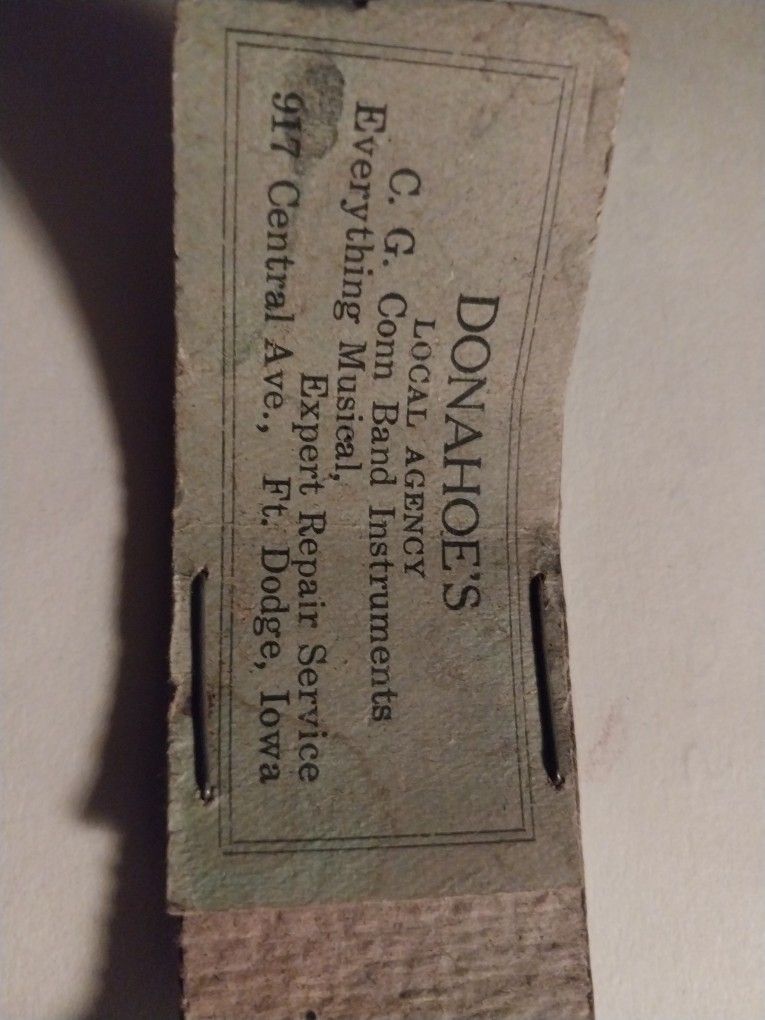 DONAHOE'S
LOCAL AGENCY
C. G. Conn Band Instruments
Everything Musical,
Expert Repair Service
917 Central Ave., Ft. Dodge, Iowa